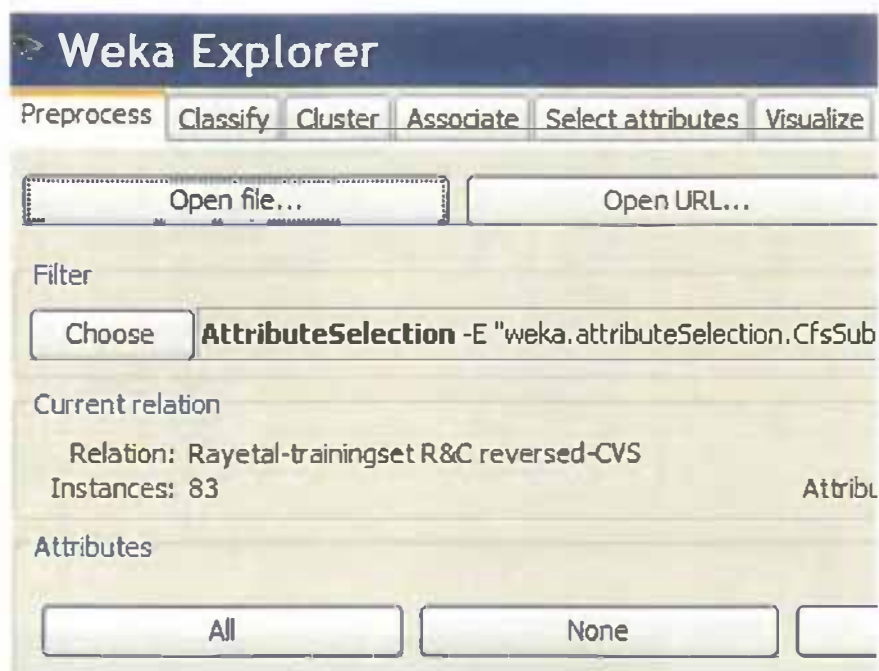 Weka Explorer
Preprocess Classify Cluster Associate Select attributes Visualize
Open file... Open URL...
Filter
Choose AttributeSelection -E "weka.attributeSelection.CfsSub
Current relation
Relation: Rayetal-trainingset R&C reversed-CVS
Instances: 83 Attribu
Attributes
All None